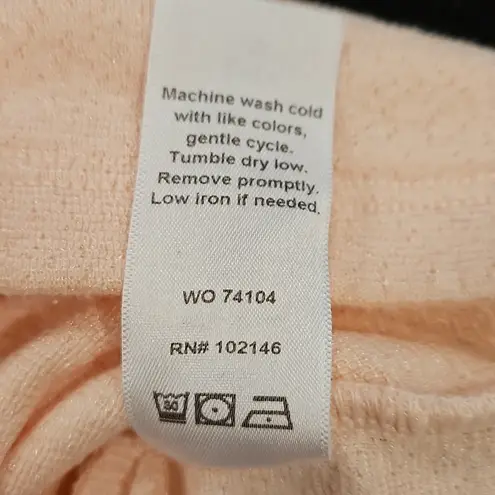 Machine wash cold
with like colors,
gentle cycle.
Tumble dry low.
Remove promptly.
Low iron if needed.
WO 74104
RN# 102146
30